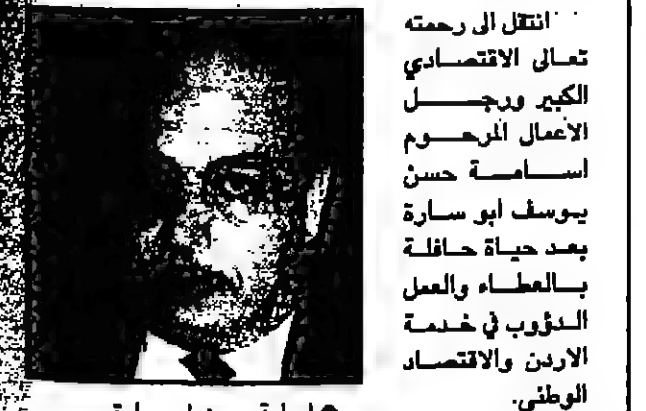 انتقل الى رحمته
تعالى الاقتصادي
الكبير ورجل
الاعمال المرحوم
اسامة حسن
يوسف ابو سارة
بعد حياة حافلة
بالعطاء والعمل
الدؤوب في خدمة
الاردن والاقتصاد
الوطني.